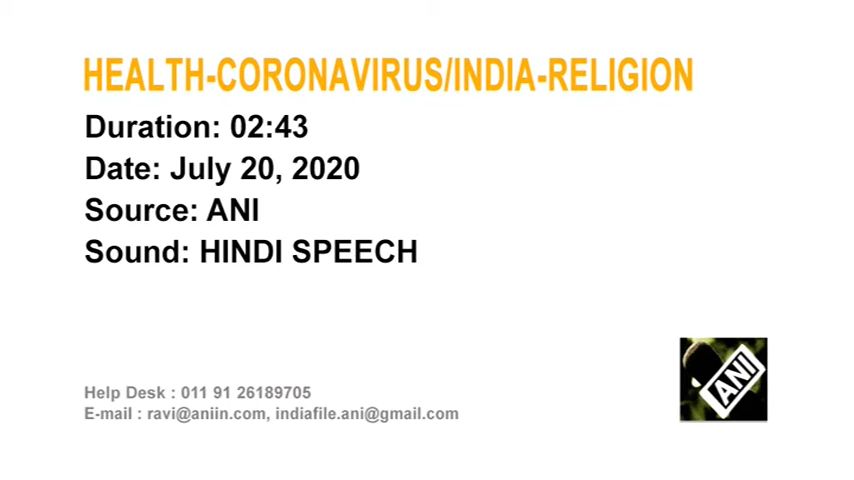 HEALTH-CORONAVIRUS/INDIA-RELIGION
Duration: 02:43
Date: July 20, 2020
Source: ANI
Sound: HINDI SPEECH
Help Desk : 011 91 26189705
E-mail : ravi@aniin.com, indiafile.ani@gmail.com
ANI